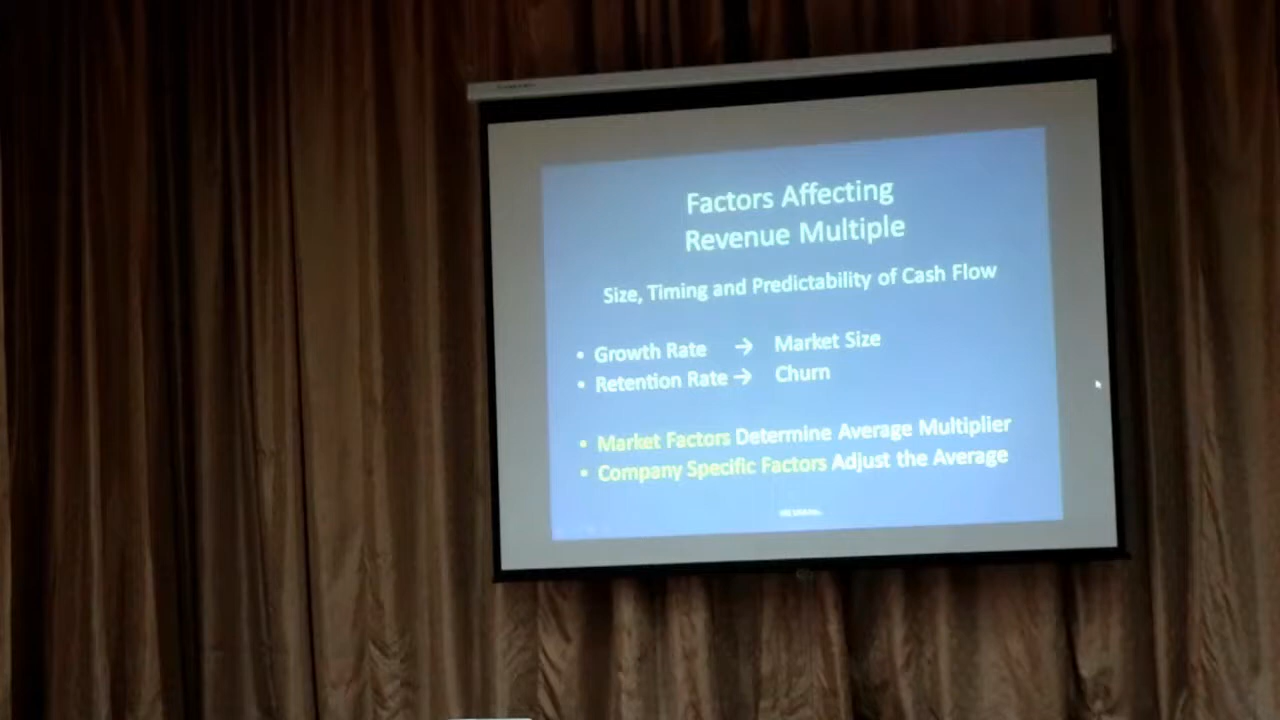 Factors Affecting
Revenue Multiple
Size, Timing and Predictability of Cash Flow
• Growth Rate → Market Size
• Retention Rate → Churn
• Market Factors Determine Average Multiplier
• Company Specific Factors Adjust the Average